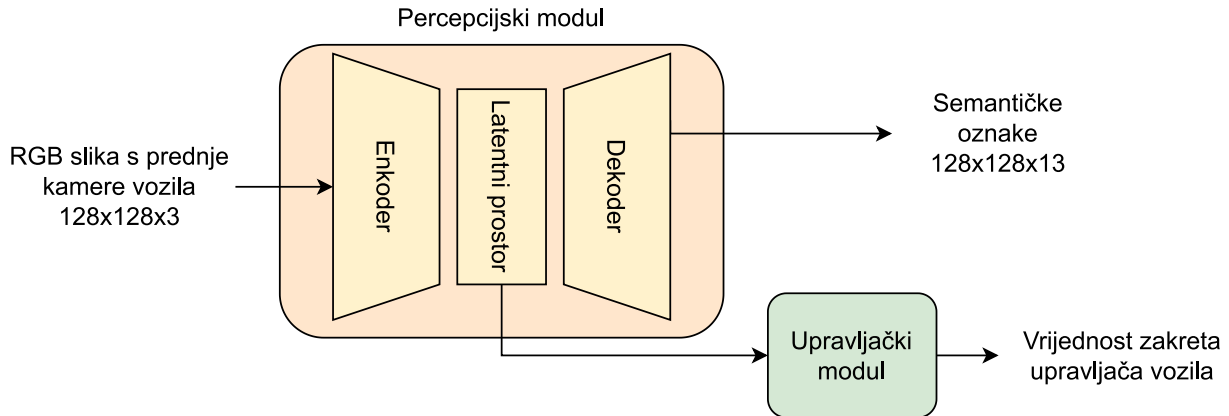 Percepcijski modul
RGB slika s prednje
kamere vozila
128x128x3
Enkoder
Latentni prostor
Dekoder
Semantičke
oznake
128x128x13
Upravljački
modul
Vrijednost zakreta
upravljača vozila